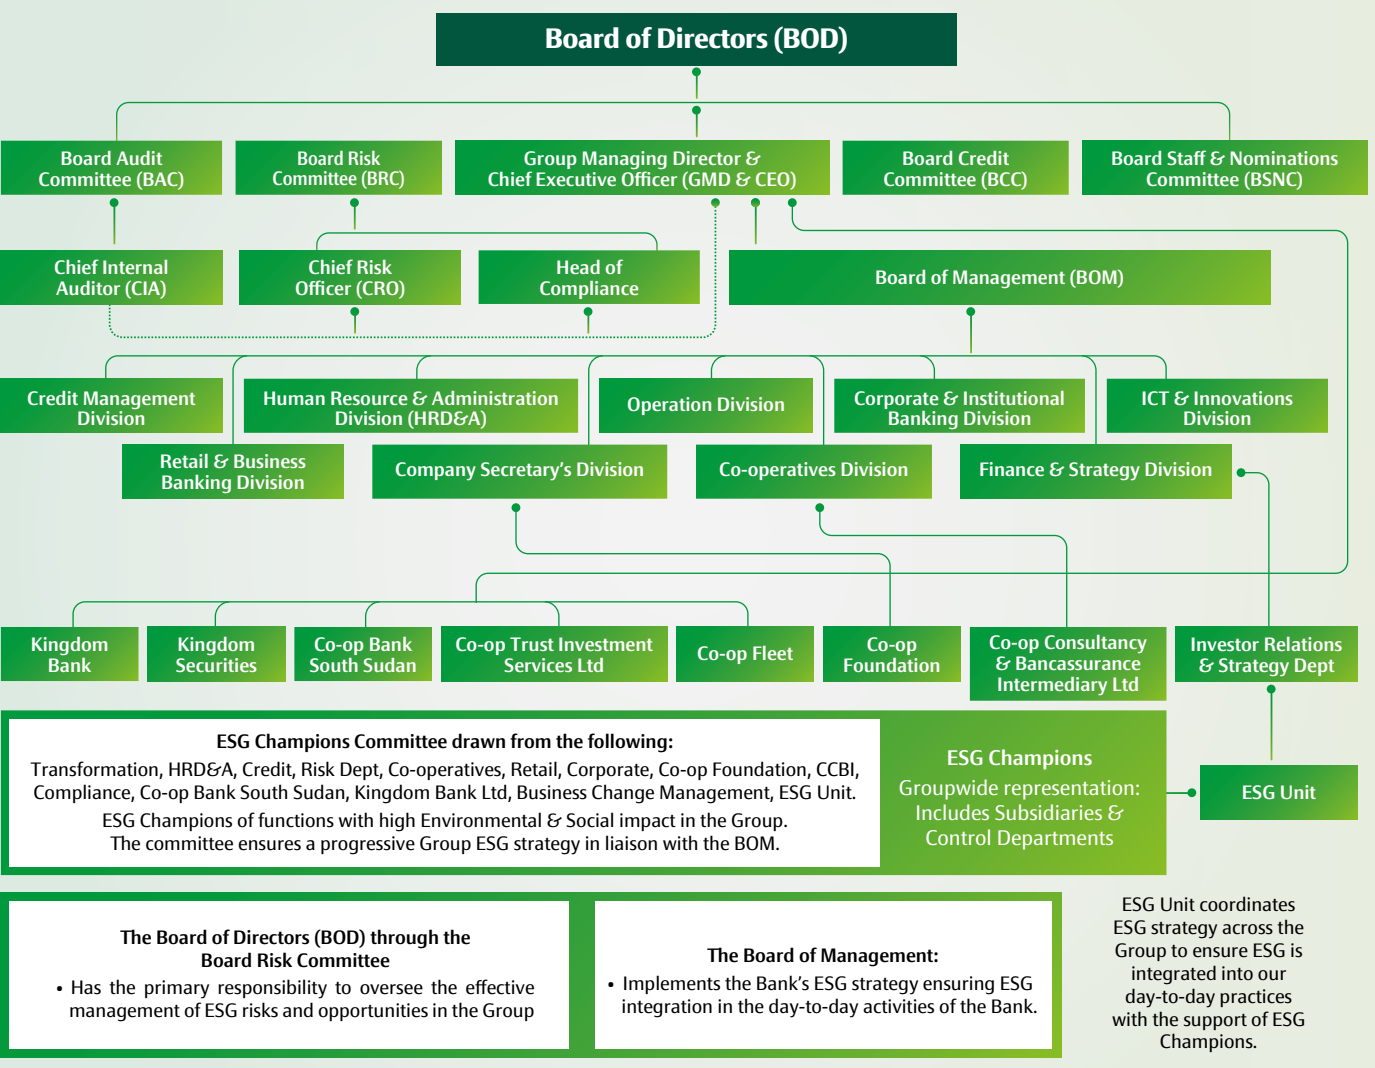 Board of Directors (BOD)
Board Audit
Committee (BAC)
Board Risk
Committee (BRC)
Group Managing Director &
Chief Executive Officer (GMD & CEO)
Board Credit
Committee (BCC)
Board Staff & Nominations
Committee (BSNC)
Chief Internal
Auditor (CIA)
Chief Risk
Officer (CRO)
Head of
Compliance
Board of Management (BOM)
Credit Management
Division
Human Resource & Administration
Division (HRD&A)
Operation Division
Corporate & Institutional
Banking Division
ICT & Innovations
Division
Retail & Business
Banking Division
Company Secretary's Division
Co-operatives Division
Finance & Strategy Division
Kingdom
Bank
Kingdom
Securities
Co-op Bank
South Sudan
Co-op Trust Investment
Services Ltd
Co-op Fleet
Co-op
Foundation
Co-op Consultancy
& Bancassurance
Intermediary Ltd
Investor Relations
& Strategy Dept
ESG Champions Committee drawn from the following:
Transformation, HRD&A, Credit, Risk Dept, Co-operatives, Retail, Corporate, Co-op Foundation, CCBI,
Compliance, Co-op Bank South Sudan, Kingdom Bank Ltd, Business Change Management, ESG Unit.
ESG Champions of functions with high Environmental & Social impact in the Group.
The committee ensures a progressive Group ESG strategy in liaison with the BOM.
ESG Champions
Groupwide representation:
Includes Subsidiaries &
Control Departments
ESG Unit
The Board of Directors (BOD) through the
Board Risk Committee
• Has the primary responsibility to oversee the effective
management of ESG risks and opportunities in the Group
The Board of Management:
• Implements the Bank's ESG strategy ensuring ESG
integration in the day-to-day activities of the Bank.
ESG Unit coordinates
ESG strategy across the
Group to ensure ESG is
integrated into our
day-to-day practices
with the support of ESG
Champions.